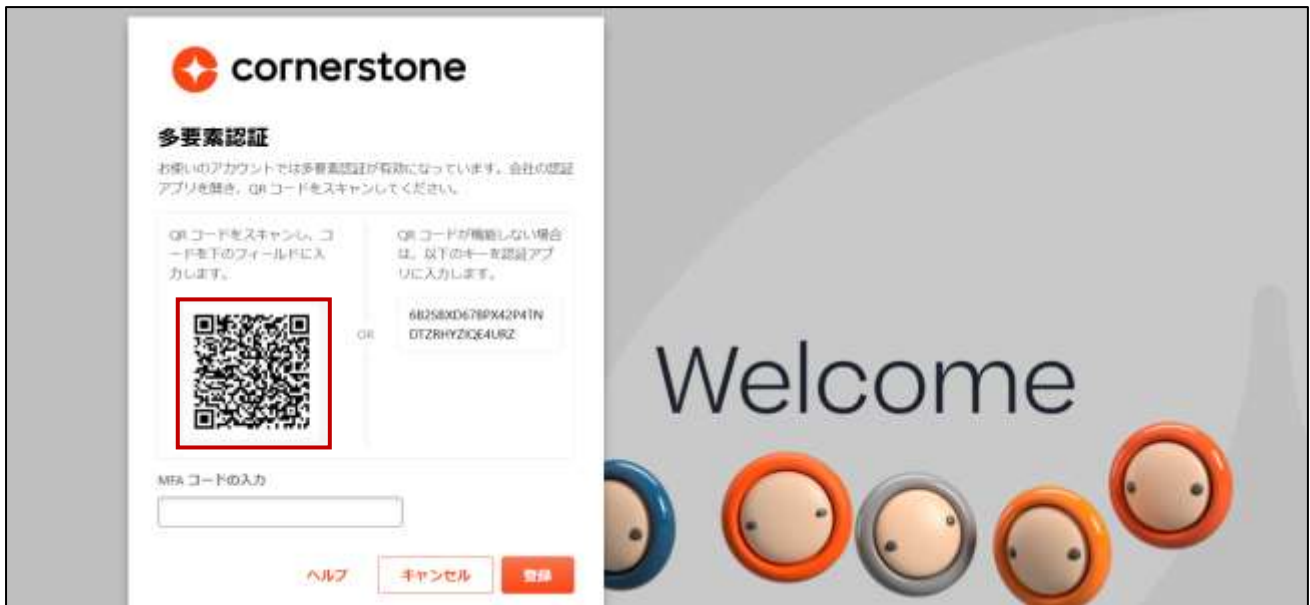 cornerstone
多要素認証
お使いのアカウントでは多要素認証が有効になっています。会社の認証
アプリを開き、QR コードをスキャンしてください。
QR コードをスキャンし、コ
ードを下のフィールドに入
力します。
OR
QR コードが機能しない場合
は、以下のキーを認証アプ
リに入力します。
MFA コードの入力
ヘルプ
キャンセル
登録
Welcome